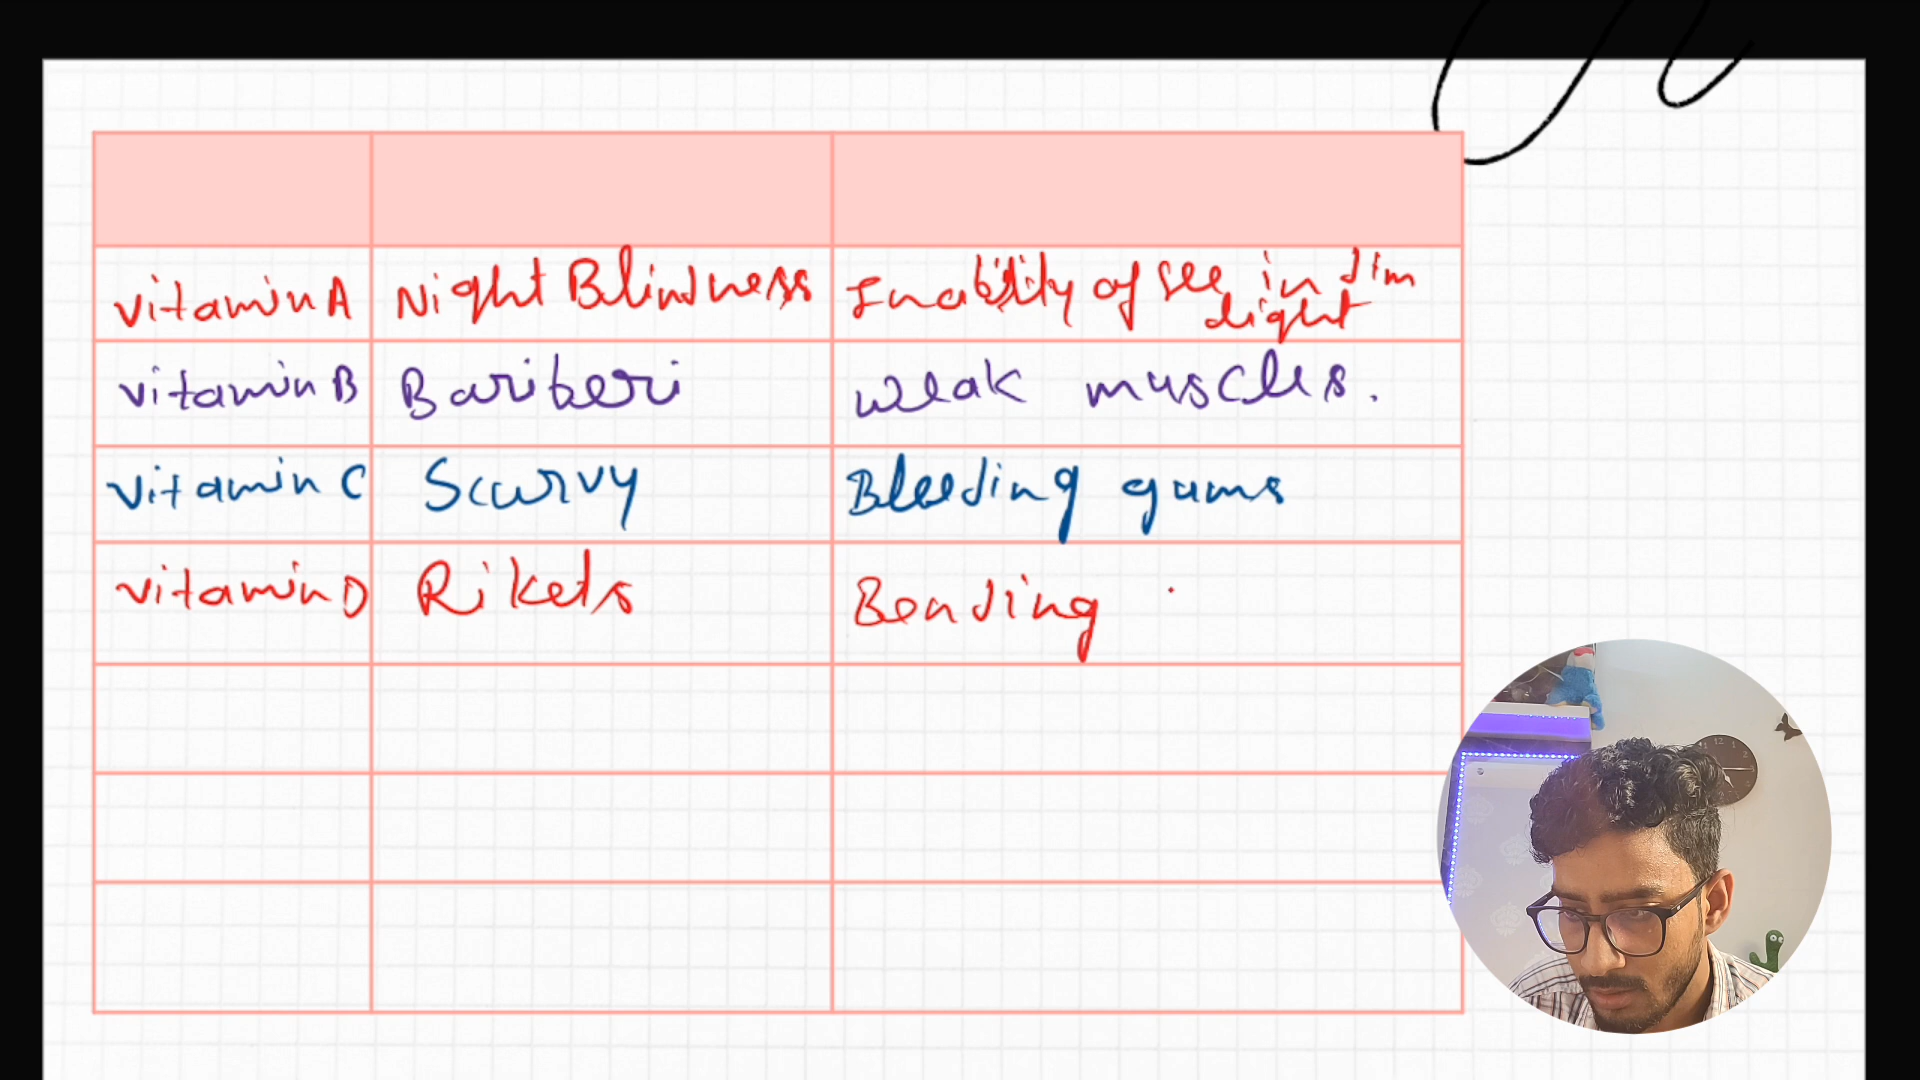 vitamin A Night Blindness Inability of see in dim
light
vitamin B Bariberi weak muscles.
vitamin C Scurvy Bleeding gums
vitamin D Rikets Bending